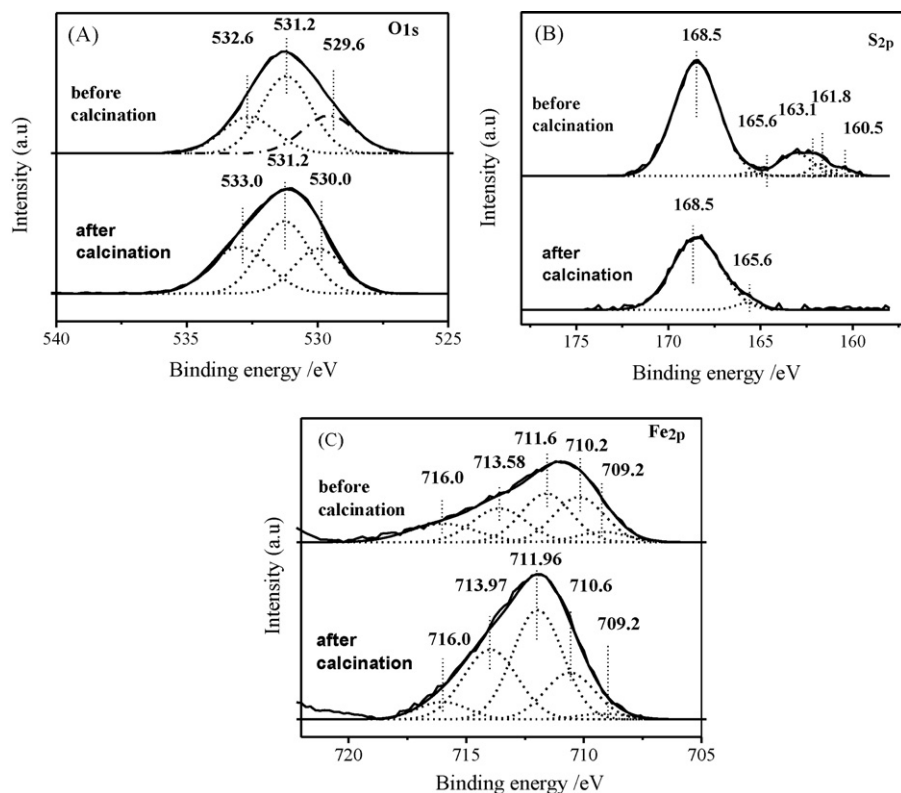 (A)
O1s
532.6
531.2
529.6
before
calcination
531.2
533.0
530.0
after
calcination
Intensity (a.u)
540
535
530
525
Binding energy /eV
(B)
S2p
168.5
before
calcination
165.6
163.1
161.8
160.5
168.5
after
calcination
165.6
Intensity (a.u)
175
170
165
160
Binding energy /eV
(C)
Fe2p
before
calcination
716.0
713.58
711.6
710.2
709.2
711.96
713.97
710.6
after
calcination
716.0
709.2
Intensity (a.u)
720
715
710
705
Binding energy /eV